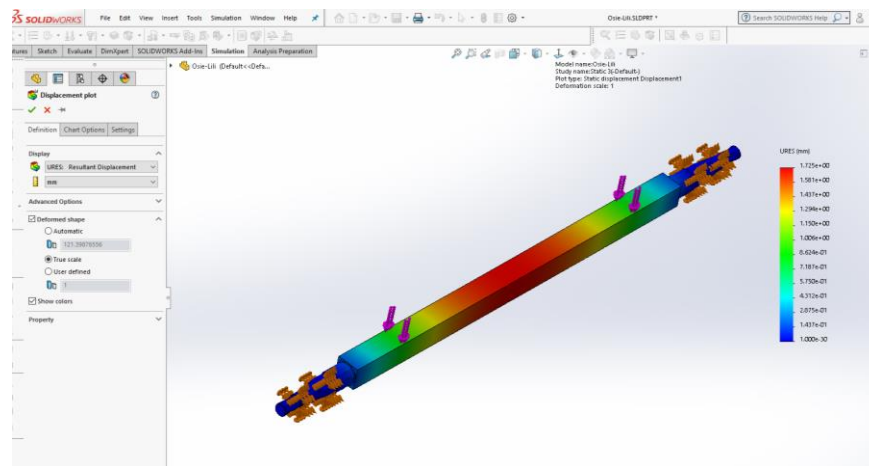 SOLIDWORKS File Edit View Insert Tools Simulation Window Help
Osie-Lili.SLDPRT *
Search SOLIDWORKS Help
Sketch Evaluate DimXpert SOLIDWORKS Add-Ins Simulation Analysis Preparation
Osie-Lili (Default<<Defa...
Model name:Osie-Lili
Study name:Static 3(-Default-)
Plot type: Static displacement Displacement1
Deformation scale: 1
Displacement plot
Definition Chart Options Settings
Display
URES: Resultant Displacement
mm
Advanced Options
Deformed shape
Automatic
True scale
User defined
1
Show colors
Property
URES (mm)
1.725e+00
1.581e+00
1.437e+00
1.294e+00
1.150e+00
1.006e+00
8.624e-01
7.187e-01
5.750e-01
4.312e-01
2.875e-01
1.437e-01
1.000e-30